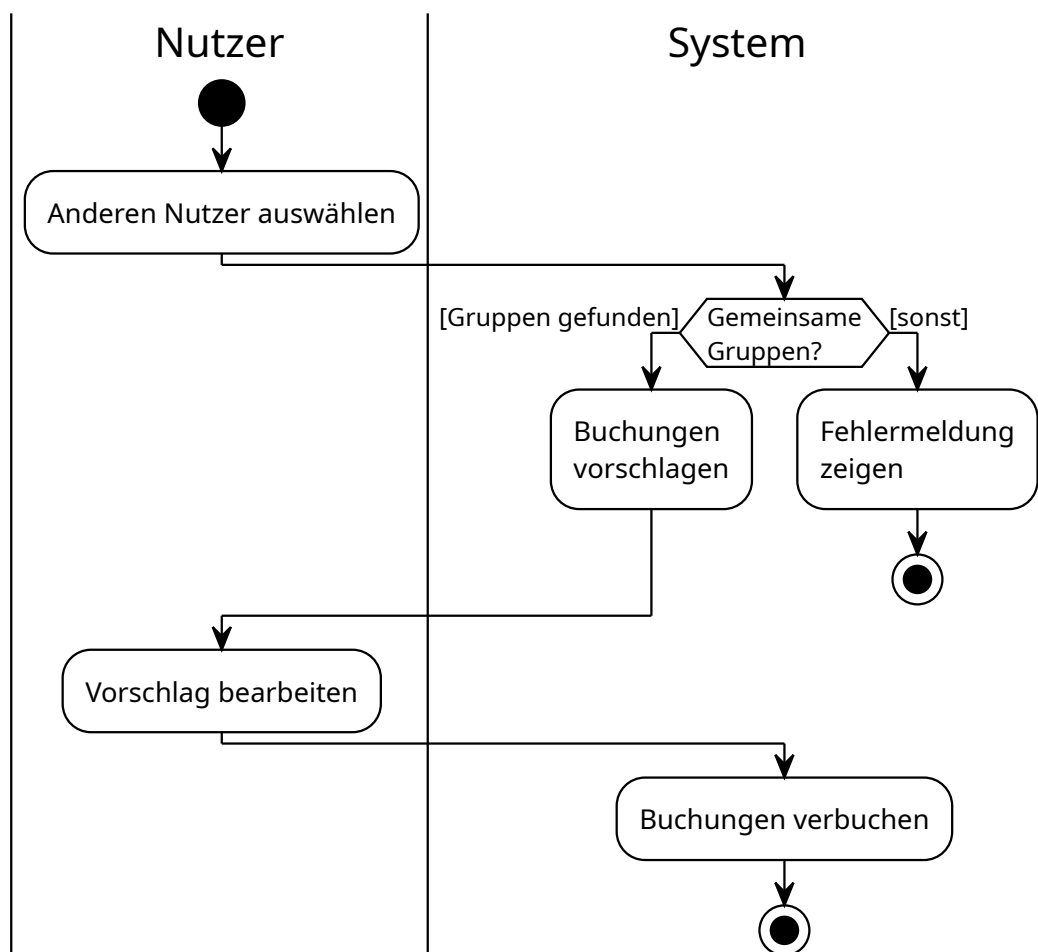 Nutzer
System
Anderen Nutzer auswählen
[Gruppen gefunden]
Gemeinsame
Gruppen?
[sonst]
Buchungen
vorschlagen
Fehlermeldung
zeigen
Vorschlag bearbeiten
Buchungen verbuchen